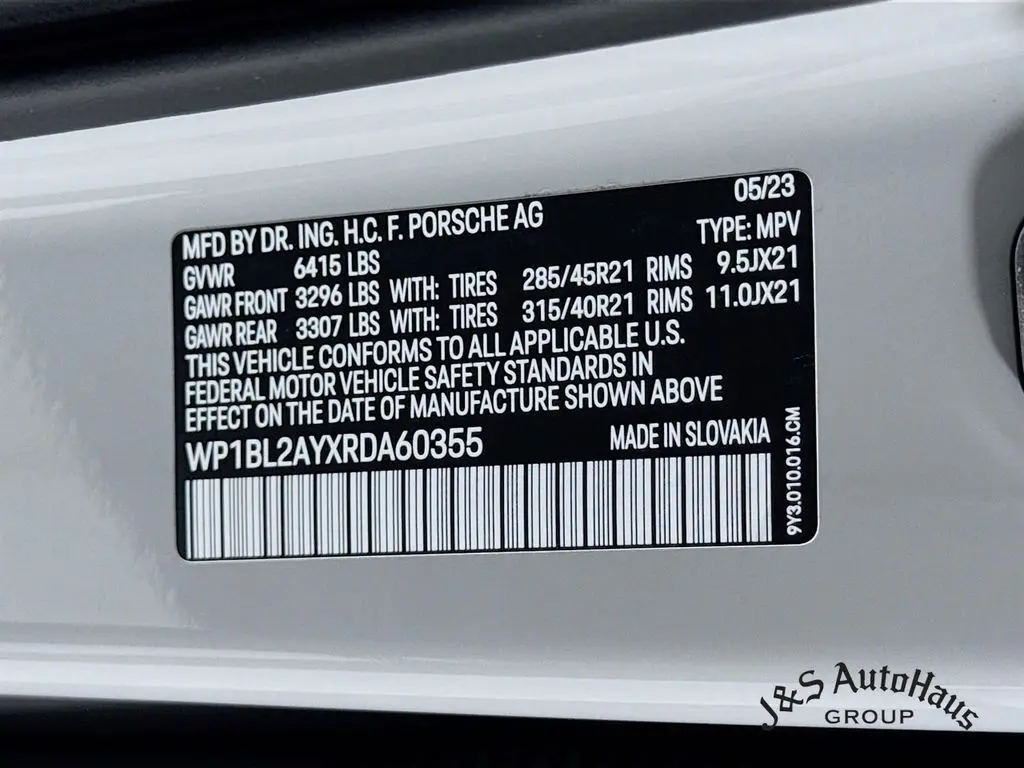 05/23
MFD BY DR. ING. H.C. F. PORSCHE AG
TYPE: MPV
GVWR 6415 LBS
GAWR FRONT 3296 LBS WITH: TIRES 285/45R21 RIMS 9.5JX21
GAWR REAR 3307 LBS WITH: TIRES 315/40R21 RIMS 11.0JX21
THIS VEHICLE CONFORMS TO ALL APPLICABLE U.S.
FEDERAL MOTOR VEHICLE SAFETY STANDARDS IN
EFFECT ON THE DATE OF MANUFACTURE SHOWN ABOVE
WP1BL2AYXRDA60355 MADE IN SLOVAKIA
9Y3.010.016.CM
J&S AutoHaus
GROUP